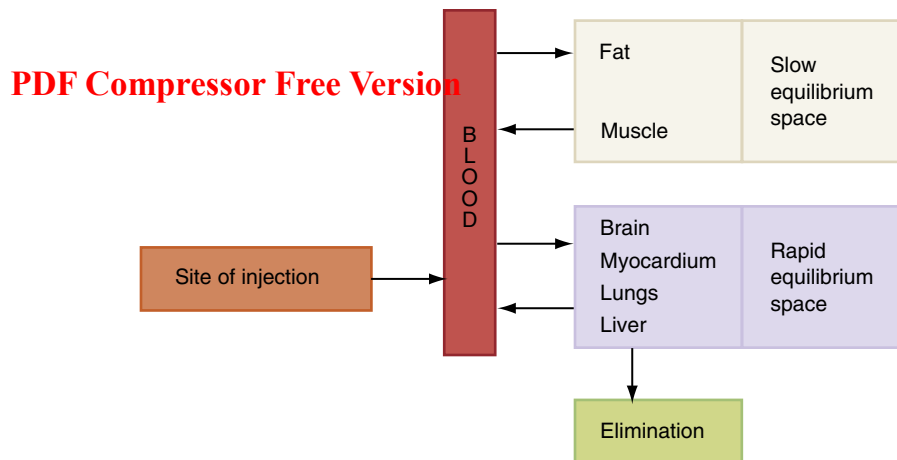 PDF Compressor Free Version
BLOOD
Fat
Muscle
Slow
equilibrium
space
Site of injection
Brain
Myocardium
Lungs
Liver
Rapid
equilibrium
space
Elimination